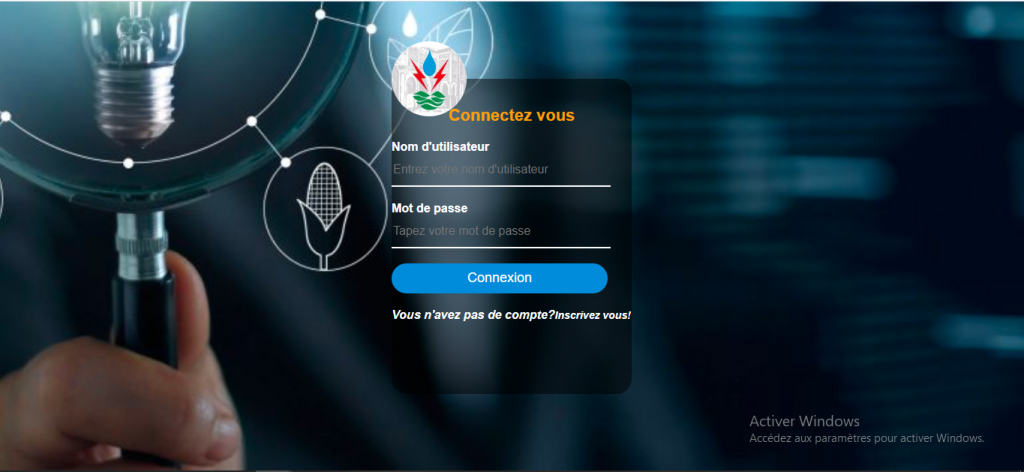 Connectez vous
Nom d'utilisateur
Entrez votre nom d'utilisateur
Mot de passe
Tapez votre mot de passe
Connexion
Vous n'avez pas de compte?Inscrivez vous!
Activer Windows
Accédez aux paramètres pour activer Windows.